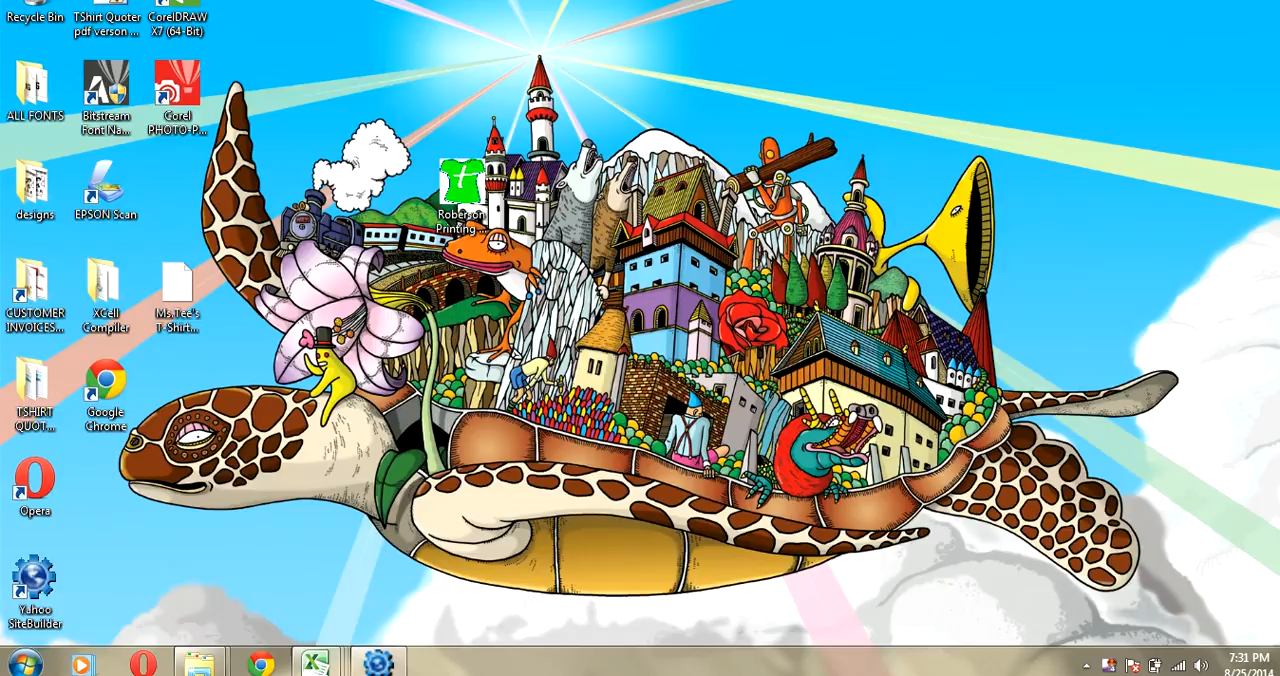 Recycle Bin
TShirt Quoter
pdf verson ...
CorelDRAW
X7 (64-Bit)
ALL FONTS
Bitstream
Font Na...
Corel
PHOTO-P...
designs
EPSON Scan
Roberson
Printing ...
CUSTOMER
INVOICES...
XCell
Compiler
Ms.Tee's
T-Shirt...
TSHIRT
QUOT...
Google
Chrome
Opera
Yahoo
SiteBuilder
7:31 PM
8/25/2014